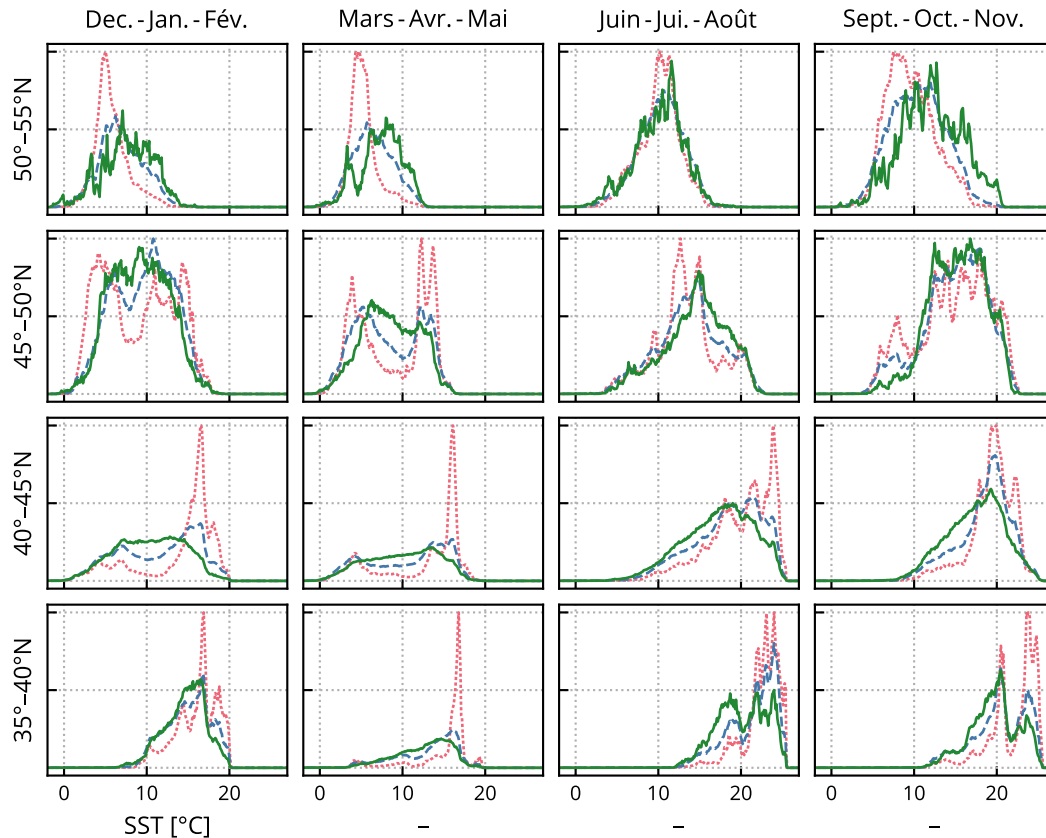 Dec. - Jan. - Fév. Mars - Avr. - Mai Juin - Jui. - Août Sept. - Oct. - Nov.
50°–55°N
45°–50°N
40°–45°N
35°–40°N
0 10 20 0 10 20 0 10 20 0 10 20
SST [°C] – – –